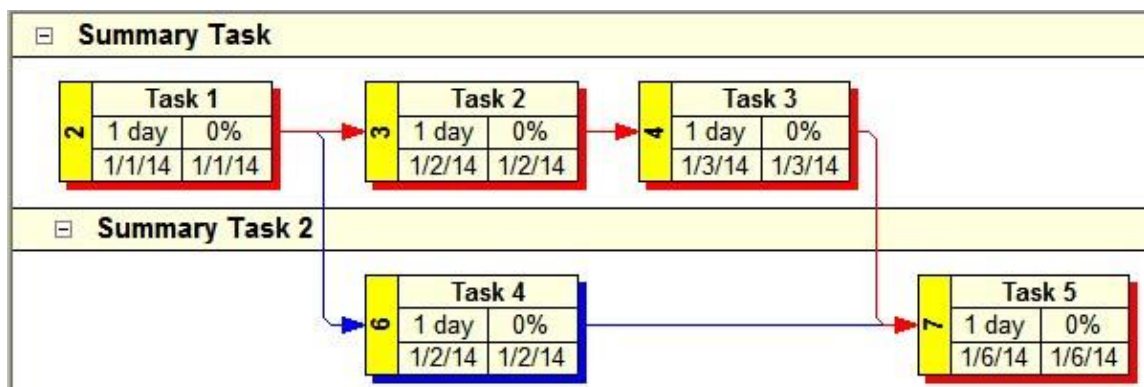 Summary Task
2
Task 1
1 day 0%
1/1/14 1/1/14
3
Task 2
1 day 0%
1/2/14 1/2/14
4
Task 3
1 day 0%
1/3/14 1/3/14
Summary Task 2
6
Task 4
1 day 0%
1/2/14 1/2/14
7
Task 5
1 day 0%
1/6/14 1/6/14